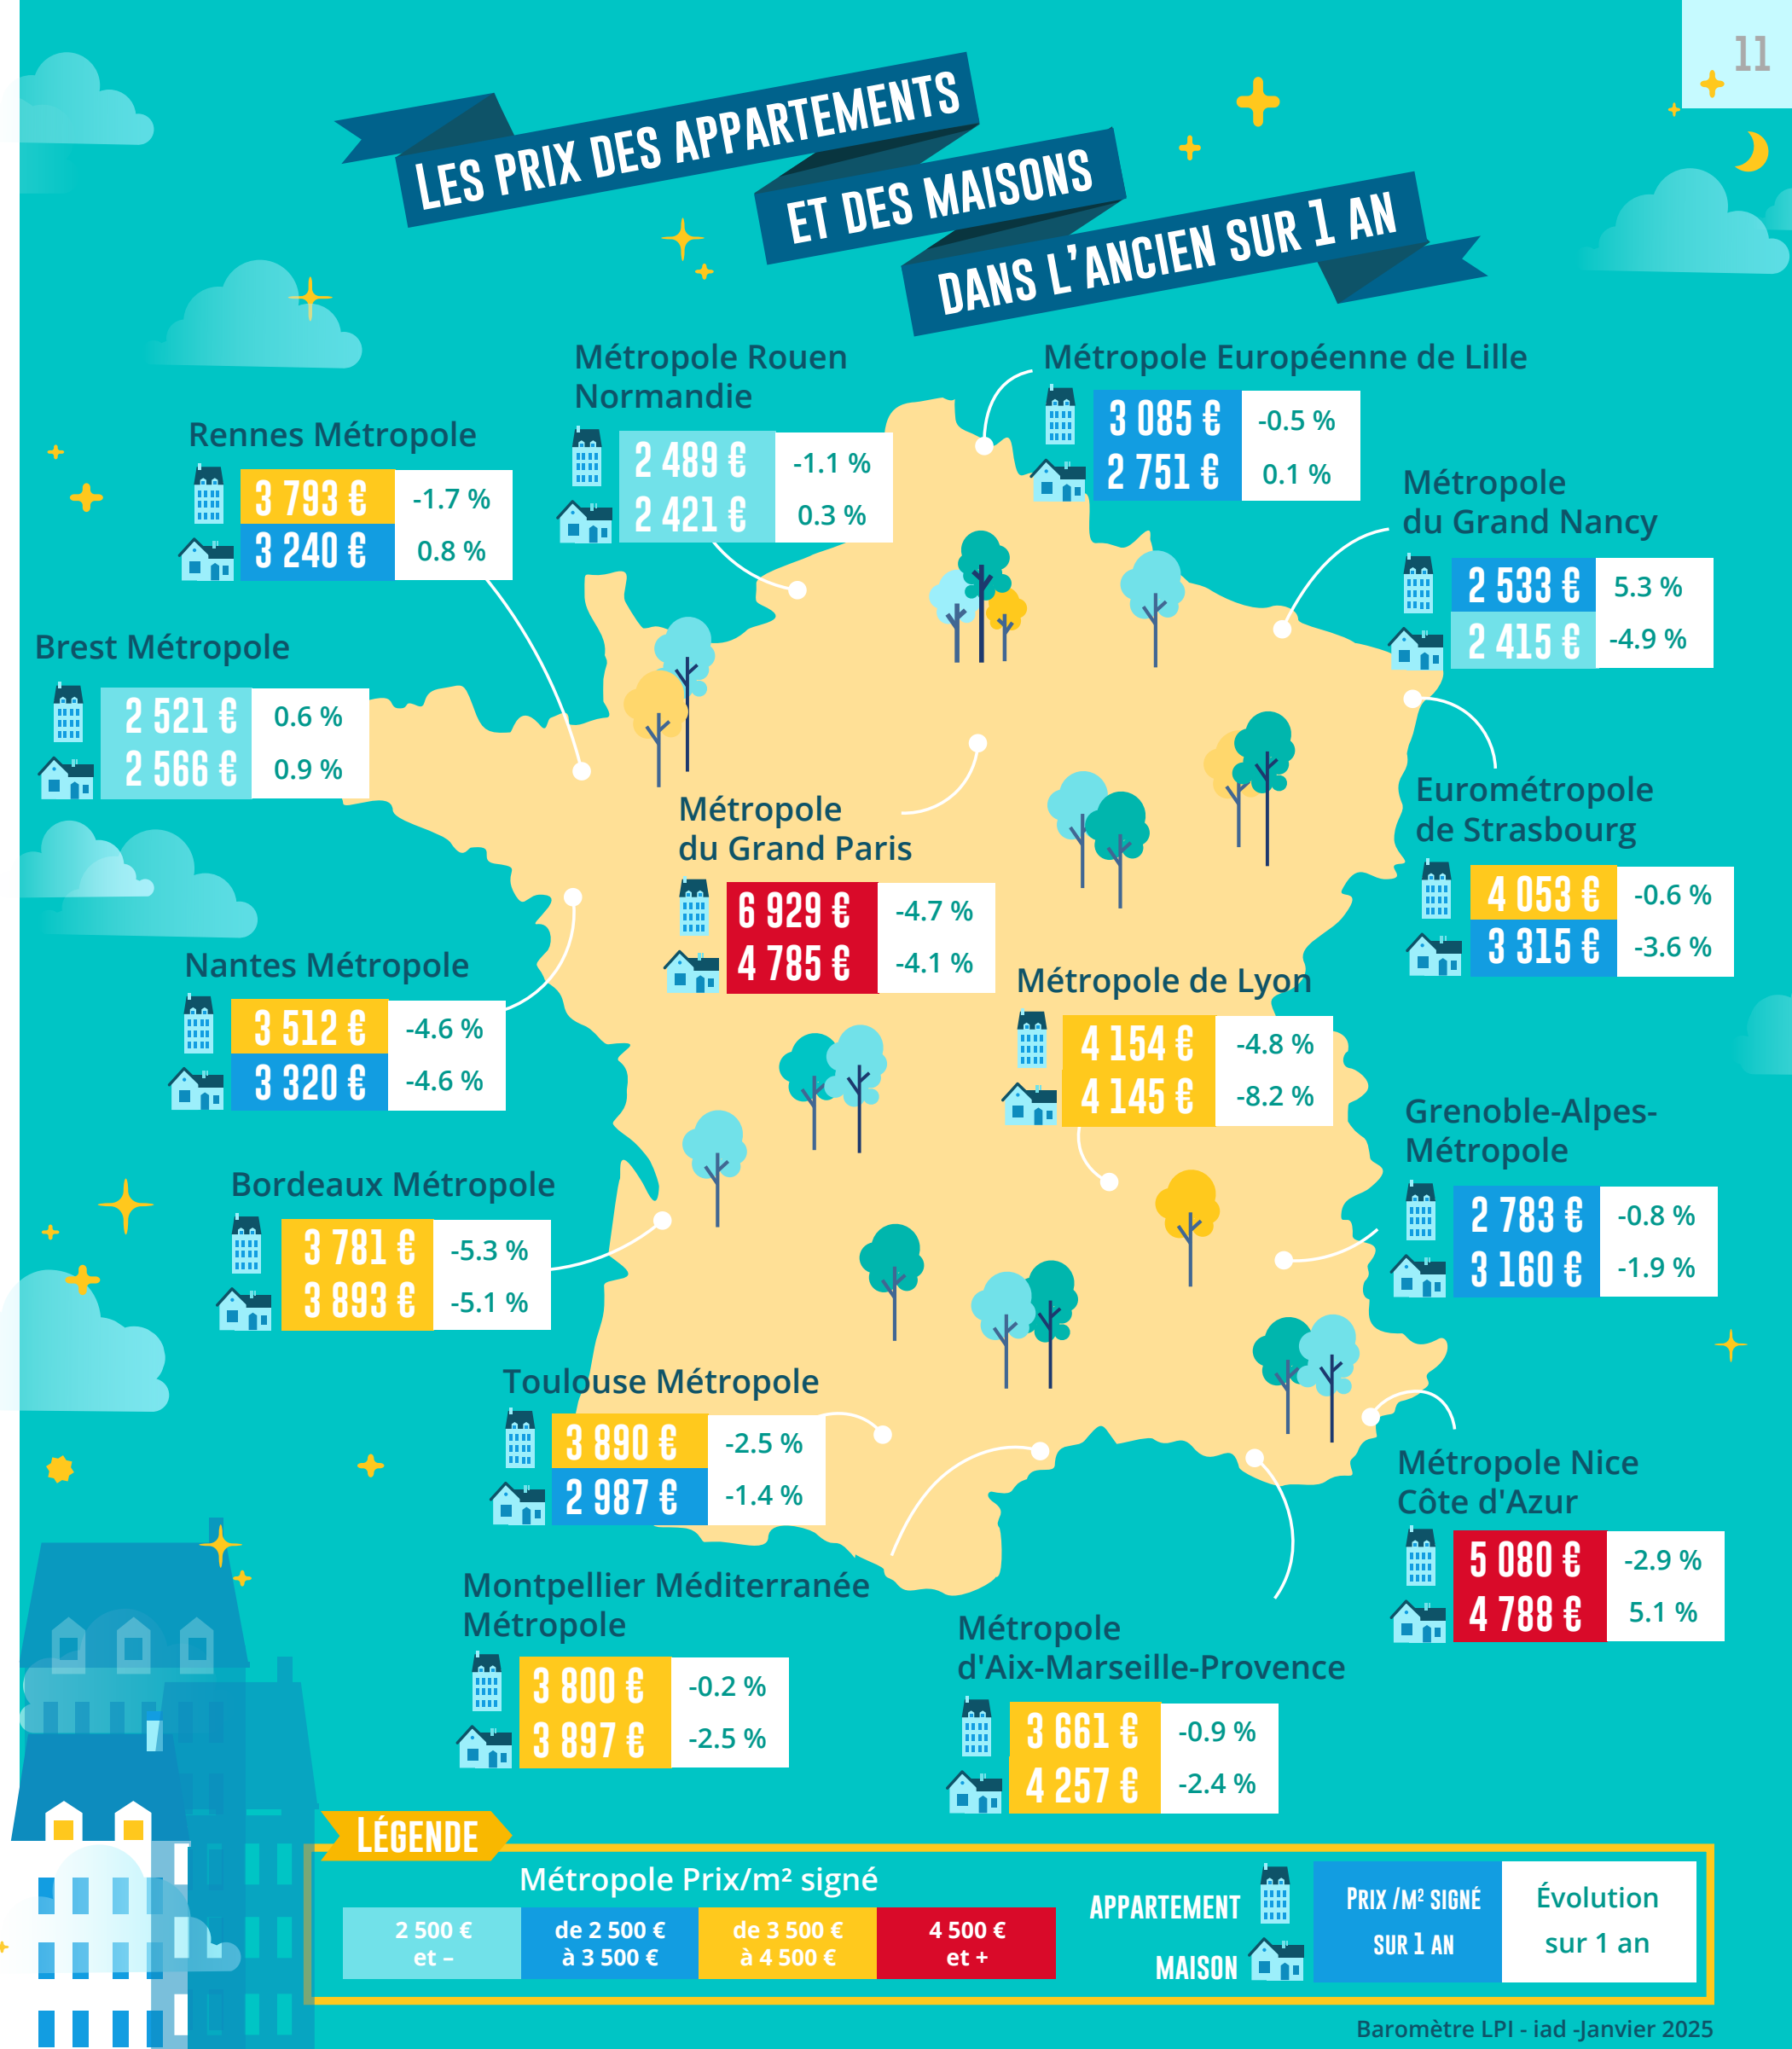 11
LES PRIX DES APPARTEMENTS
ET DES MAISONS
DANS L'ANCIEN SUR 1 AN
Métropole Rouen
Normandie
2 489 € -1.1 %
2 421 € 0.3 %
Métropole Européenne de Lille
3 085 € -0.5 %
2 751 € 0.1 %
Rennes Métropole
3 793 € -1.7 %
3 240 € 0.8 %
Métropole
du Grand Nancy
2 533 € 5.3 %
2 415 € -4.9 %
Brest Métropole
2 521 € 0.6 %
2 566 € 0.9 %
Métropole
du Grand Paris
6 929 € -4.7 %
4 785 € -4.1 %
Eurométropole
de Strasbourg
4 053 € -0.6 %
3 315 € -3.6 %
Nantes Métropole
3 512 € -4.6 %
3 320 € -4.6 %
Métropole de Lyon
4 154 € -4.8 %
4 145 € -8.2 %
Grenoble-Alpes-
Métropole
2 783 € -0.8 %
3 160 € -1.9 %
Bordeaux Métropole
3 781 € -5.3 %
3 893 € -5.1 %
Toulouse Métropole
3 890 € -2.5 %
2 987 € -1.4 %
Métropole Nice
Côte d'Azur
5 080 € -2.9 %
4 788 € 5.1 %
Montpellier Méditerranée
Métropole
3 800 € -0.2 %
3 897 € -2.5 %
Métropole
d'Aix-Marseille-Provence
3 661 € -0.9 %
4 257 € -2.4 %
LÉGENDE
Métropole Prix/m² signé
2 500 €
et –
de 2 500 €
à 3 500 €
de 3 500 €
à 4 500 €
4 500 €
et +
APPARTEMENT
MAISON
PRIX /M² SIGNÉ
SUR 1 AN
Évolution
sur 1 an
Baromètre LPI - iad -Janvier 2025